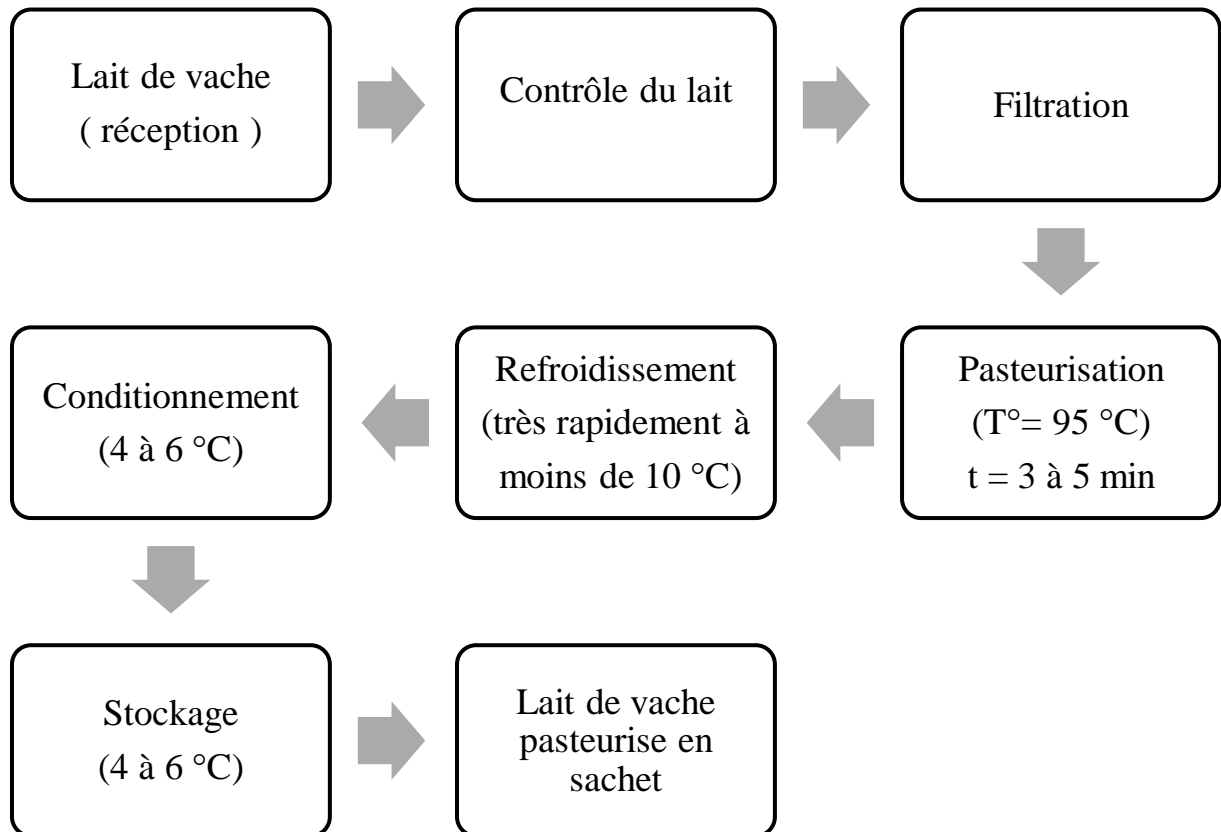 Lait de vache
( réception )
Contrôle du lait
Filtration
Pasteurisation
(T°= 95 °C)
t = 3 à 5 min
Refroidissement
(très rapidement à
moins de 10 °C)
Conditionnement
(4 à 6 °C)
Stockage
(4 à 6 °C)
Lait de vache
pasteurise en
sachet